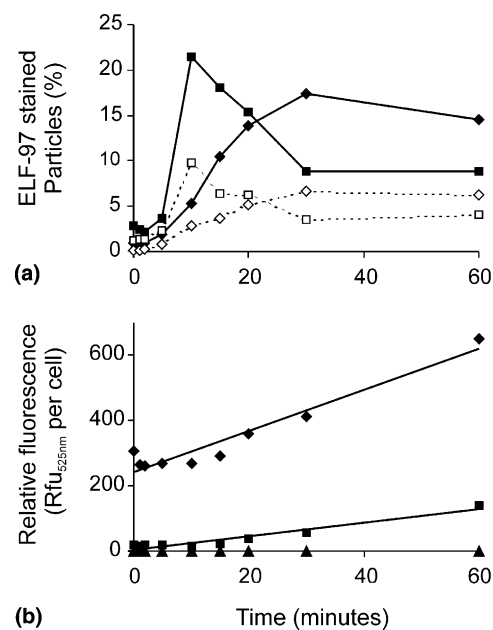 25
20
15
10
5
0
ELF-97 stained
Particles (%)
0 20 40 60
(a)
600
400
200
0
Relative fluorescence
(Rfu525nm per cell)
0 20 40 60
(b) Time (minutes)